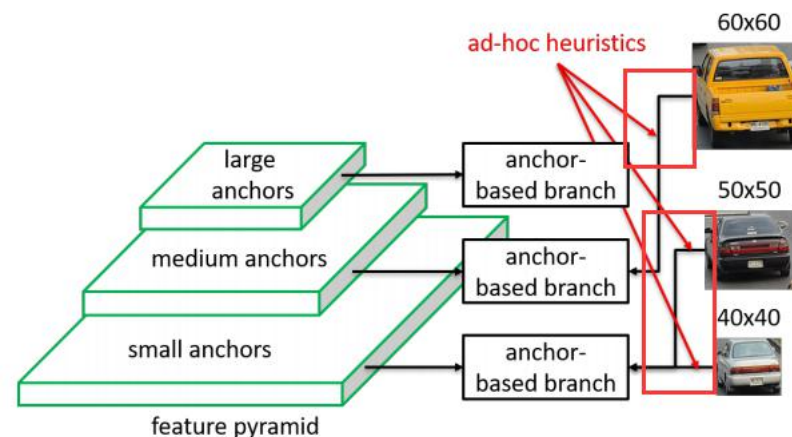 60x60
ad-hoc heuristics
large
anchors
anchor-
based branch
50x50
medium anchors
anchor-
based branch
40x40
small anchors
anchor-
based branch
feature pyramid